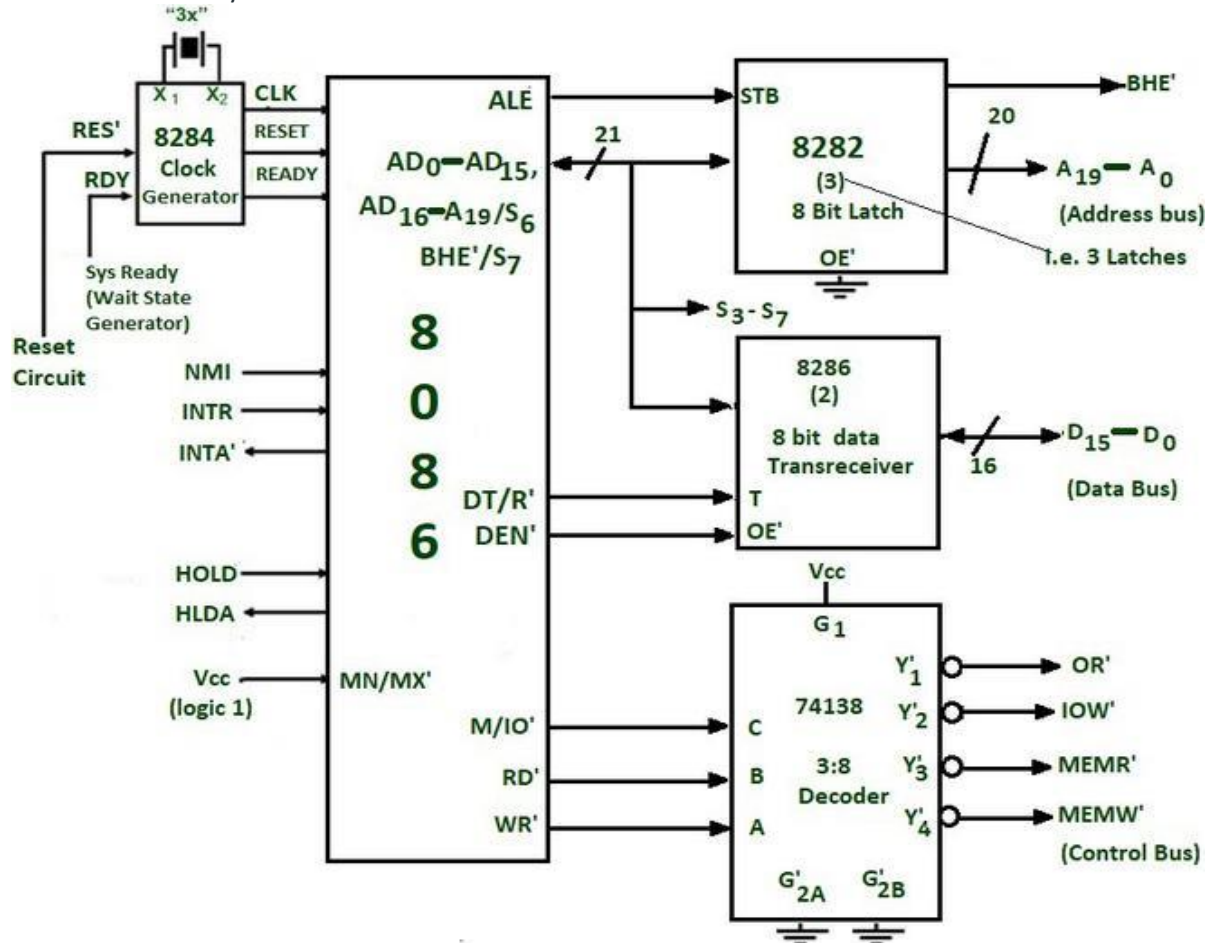 “3x”
X1 X2
CLK
RES'
8284
RESET
Clock
RDY
READY
Generator
Sys Ready
(Wait State
Generator)
Reset
Circuit
NMI
INTR
INTA'
HOLD
HLDA
Vcc
(logic 1)
ALE
21
AD0-AD15,
AD16-A19/S6
BHE'/S7
8
0
8
6
DT/R'
DEN'
MN/MX'
M/IO'
RD'
WR'
STB
8282
(3)
8 Bit Latch
OE'
BHE'
20
A19 - A0
(Address bus)
I.e. 3 Latches
S3 - S7
8286
(2)
8 bit data
Transreceiver
T
OE'
16
D15 - D0
(Data Bus)
Vcc
G1
74138
3:8
Decoder
C
B
A
Y'1
Y'2
Y'3
Y'4
G'2A G'2B
OR'
IOW'
MEMR'
MEMW'
(Control Bus)